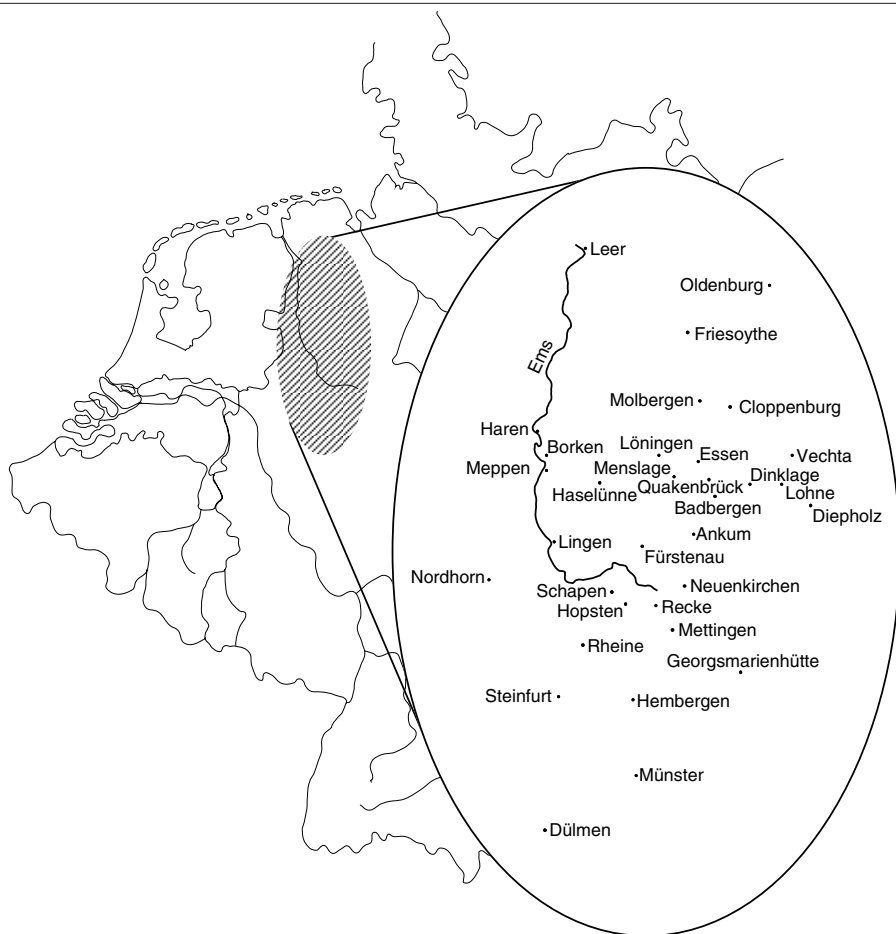 Leer
Oldenburg
Friesoythe
Ems
Molbergen
Cloppenburg
Haren
Borken
Löningen
Essen
Vechta
Meppen
Menslage
Dinklage
Haselünne
Quakenbrück
Lohne
Badbergen
Diepholz
Ankum
Lingen
Fürstenau
Nordhorn
Neuenkirchen
Schapen
Hopsten
Recke
Mettingen
Rheine
Georgsmarienhütte
Steinfurt
Hembergen
Münster
Dülmen